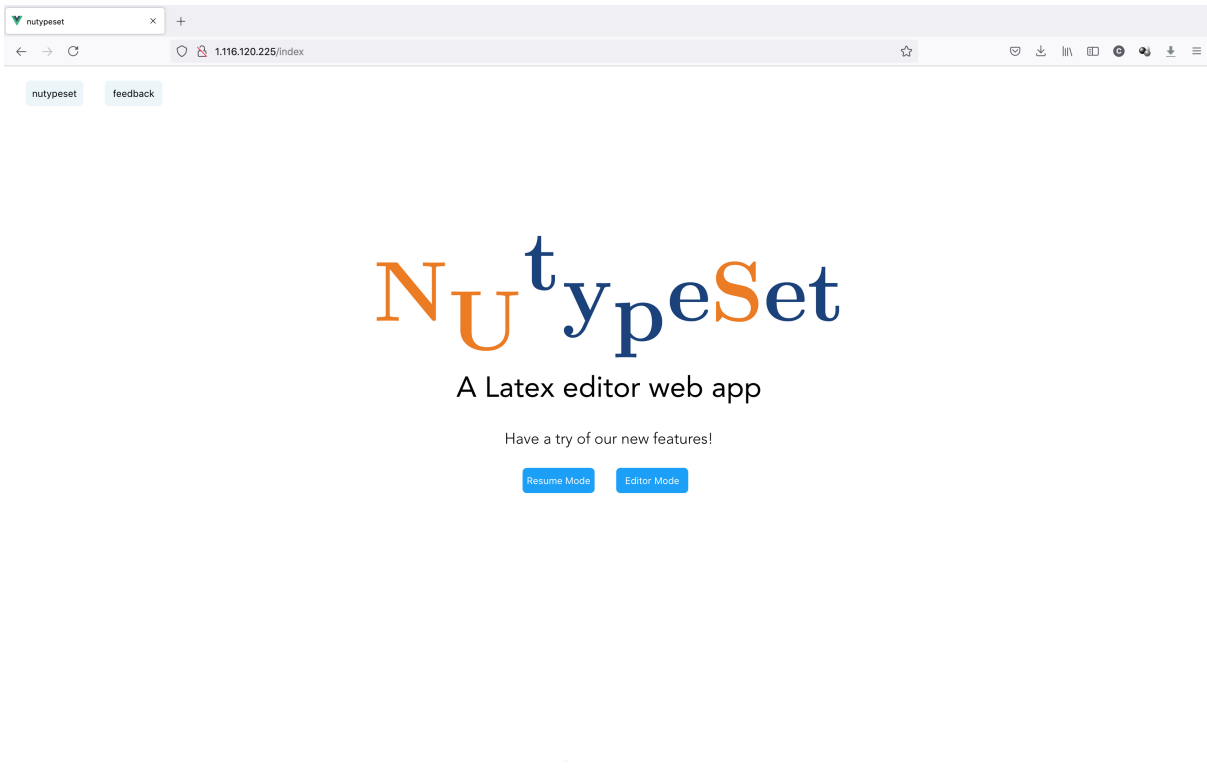 nutypeset
1.116.120.225/index
nutypeset feedback
NUtypeSet
A Latex editor web app
Have a try of our new features!
Resume Mode Editor Mode